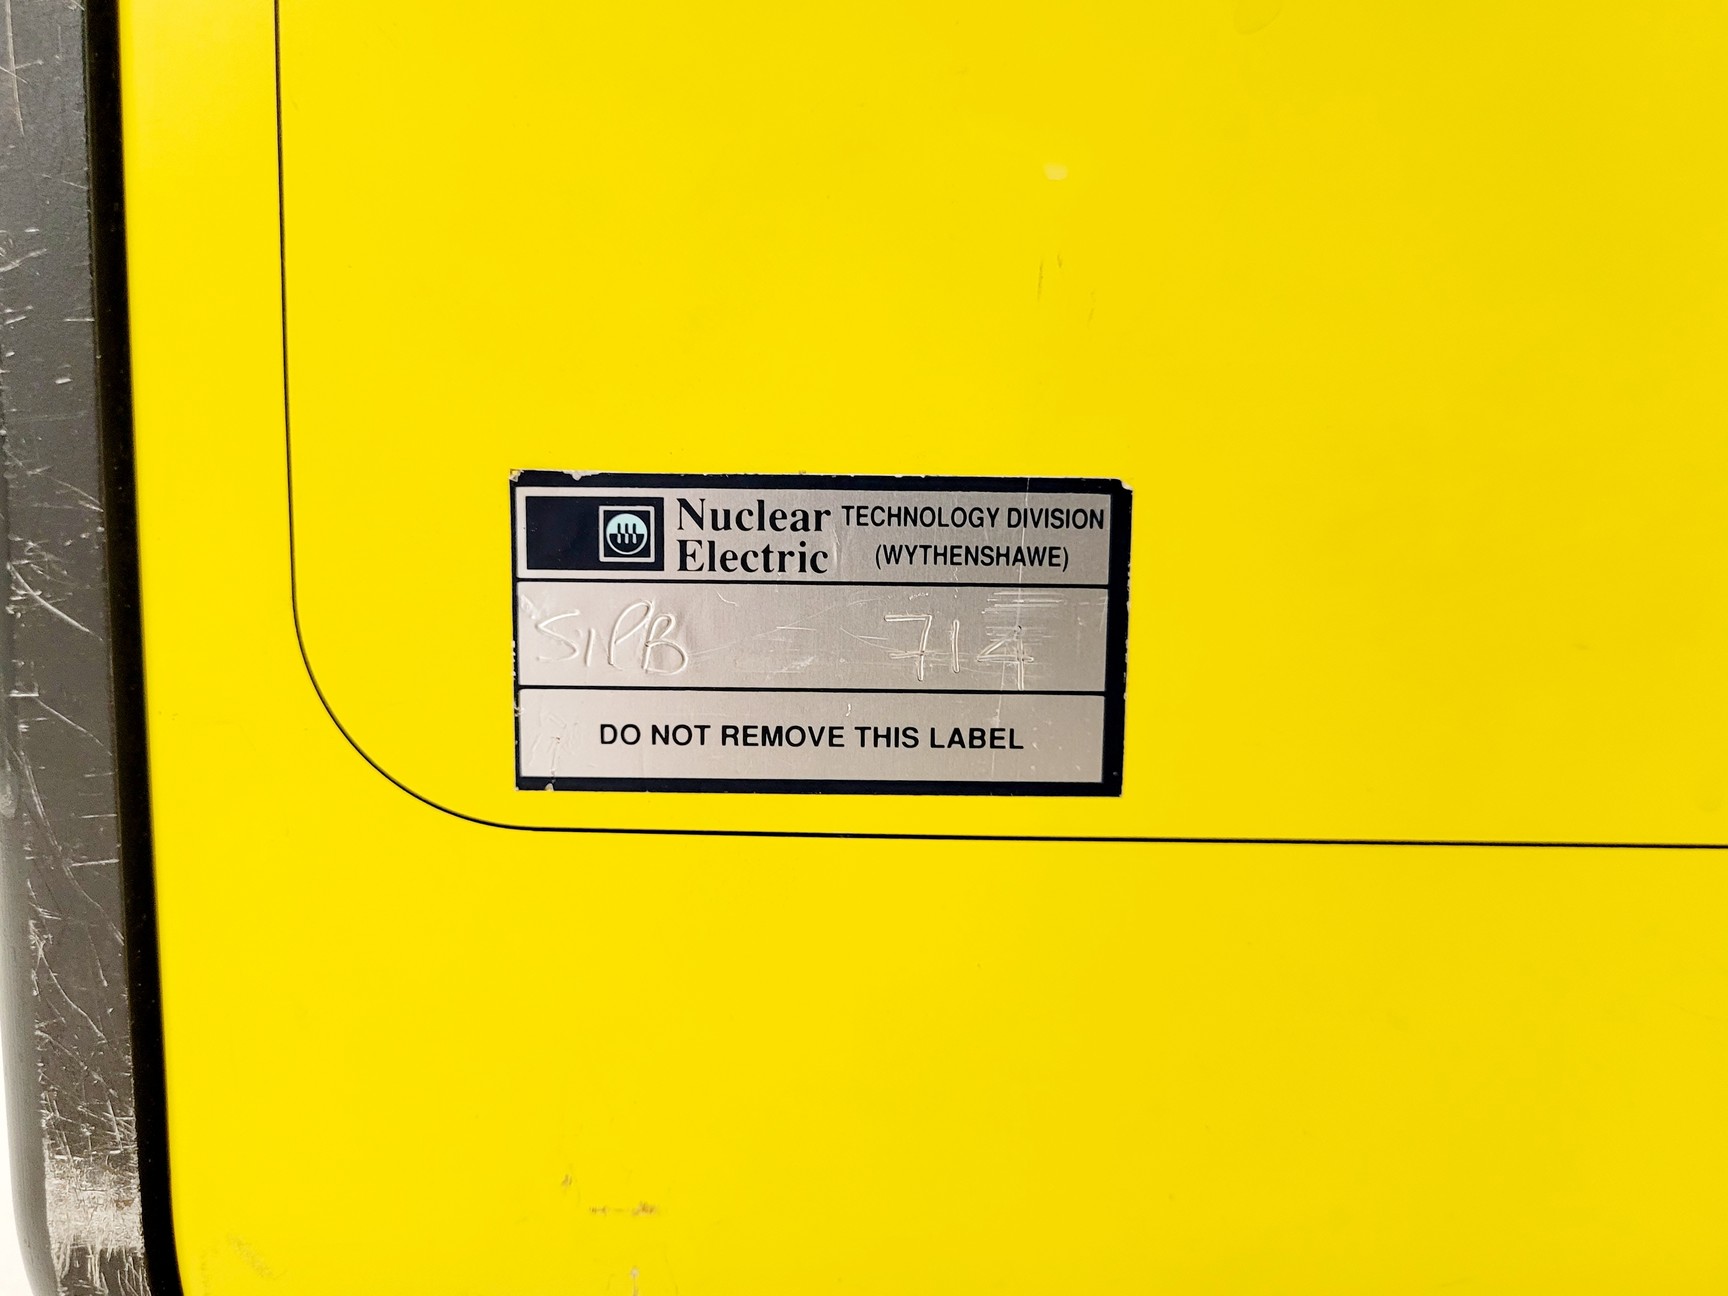 Nuclear Electric TECHNOLOGY DIVISION
(WYTHENSHAWE)
SIPB 714
DO NOT REMOVE THIS LABEL